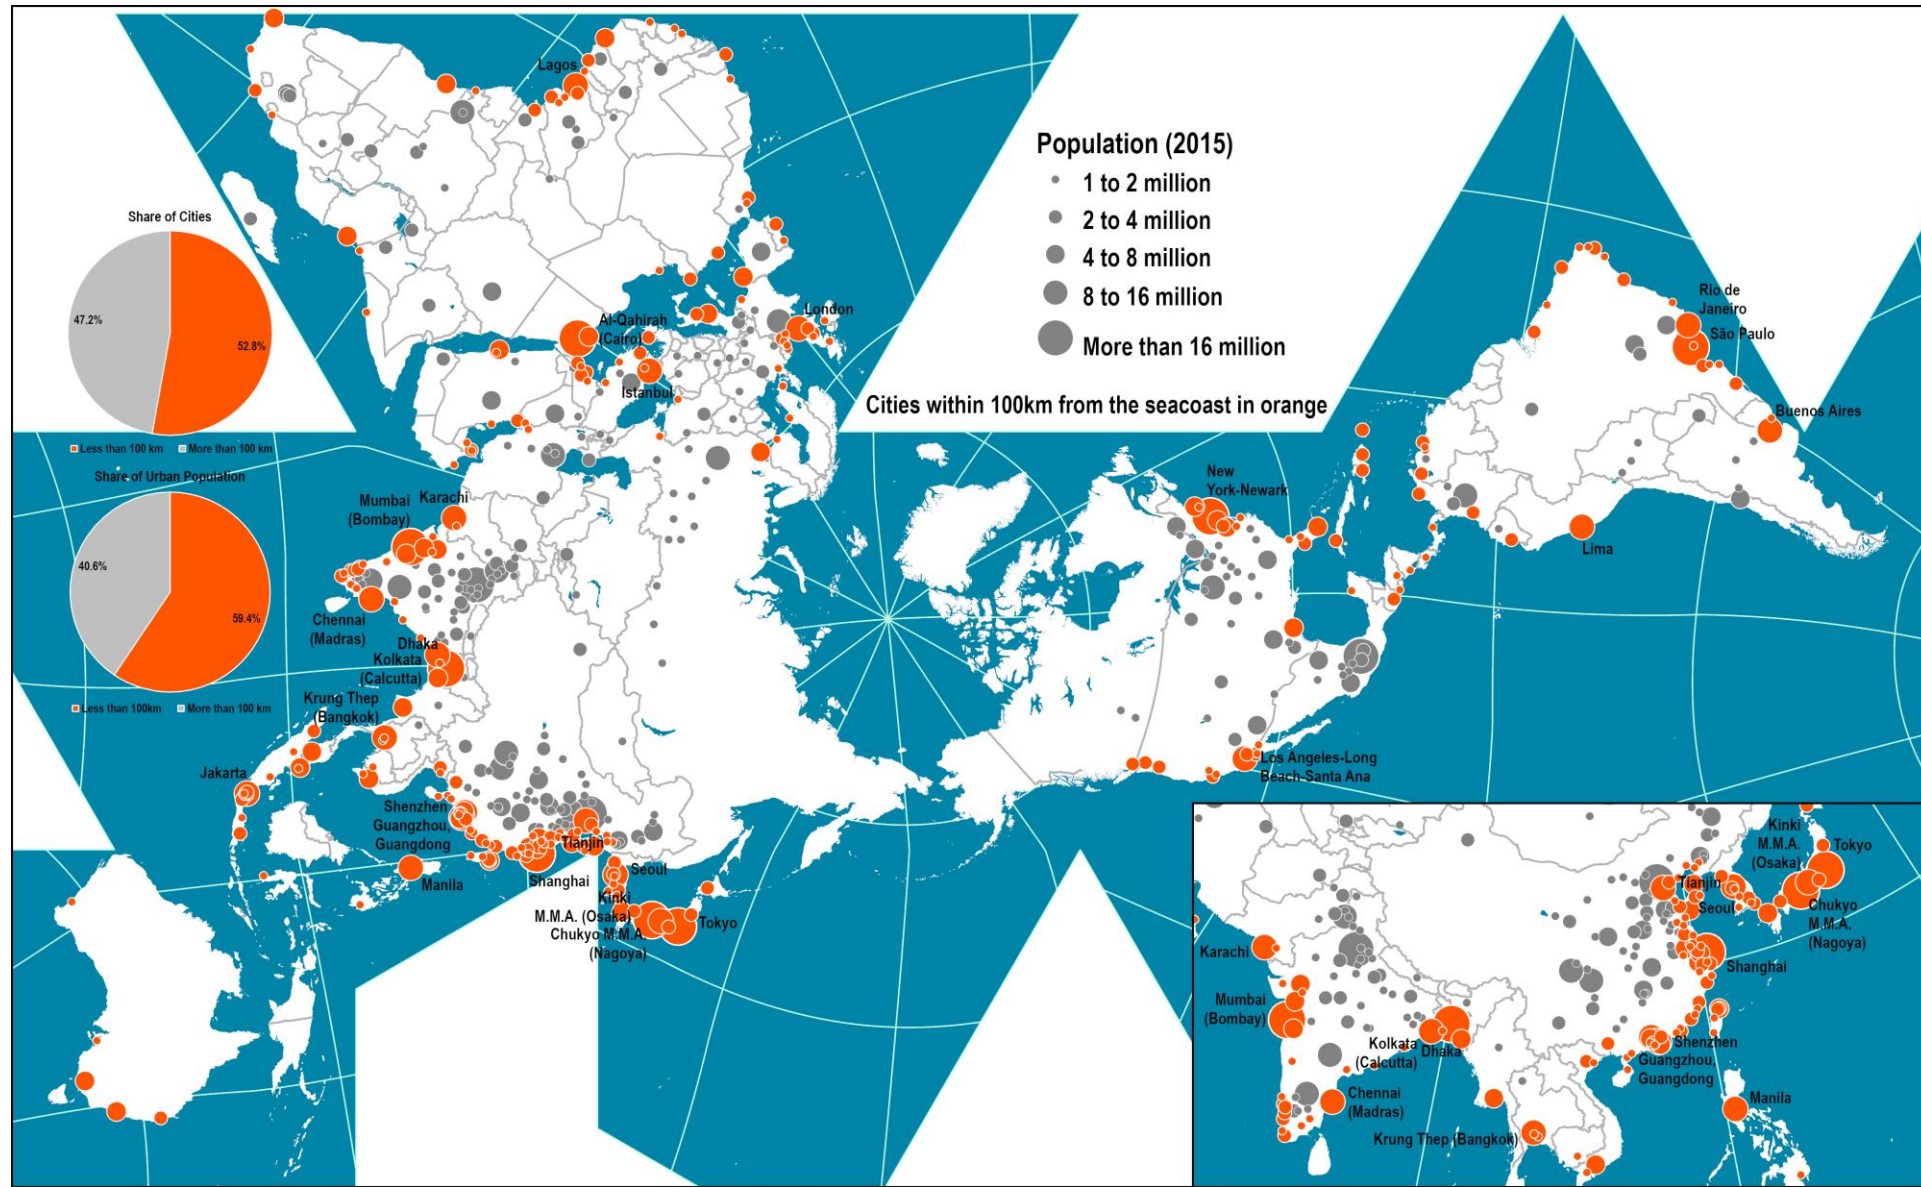 Lagos
Population (2015)
1 to 2 million
2 to 4 million
4 to 8 million
8 to 16 million
More than 16 million
Cities within 100km from the seacoast in orange
Share of Cities
47.2%
52.8%
Less than 100 km
More than 100 km
Share of Urban Population
40.6%
59.4%
Less than 100km
More than 100 km
Al-Qahirah
(Cairo)
Istanbul
London
Rio de
Janeiro
São Paulo
Buenos Aires
Lima
New
York-Newark
Los Angeles-Long
Beach-Santa Ana
Mumbai
(Bombay)
Karachi
Chennai
(Madras)
Dhaka
Kolkata
(Calcutta)
Krung Thep
(Bangkok)
Jakarta
Shenzhen
Guangzhou,
Guangdong
Manila
Tianjin
Shanghai
Seoul
Kinki
M.M.A. (Osaka)
Chukyo M.M.A.
(Nagoya)
Tokyo
Kinki
M.M.A.
(Osaka)
Tokyo
Tianjin
Seoul
Chukyo
M.M.A.
(Nagoya)
Karachi
Shanghai
Mumbai
(Bombay)
Kolkata
(Calcutta)
Dhaka
Shenzhen
Guangzhou,
Guangdong
Chennai
(Madras)
Manila
Krung Thep (Bangkok)